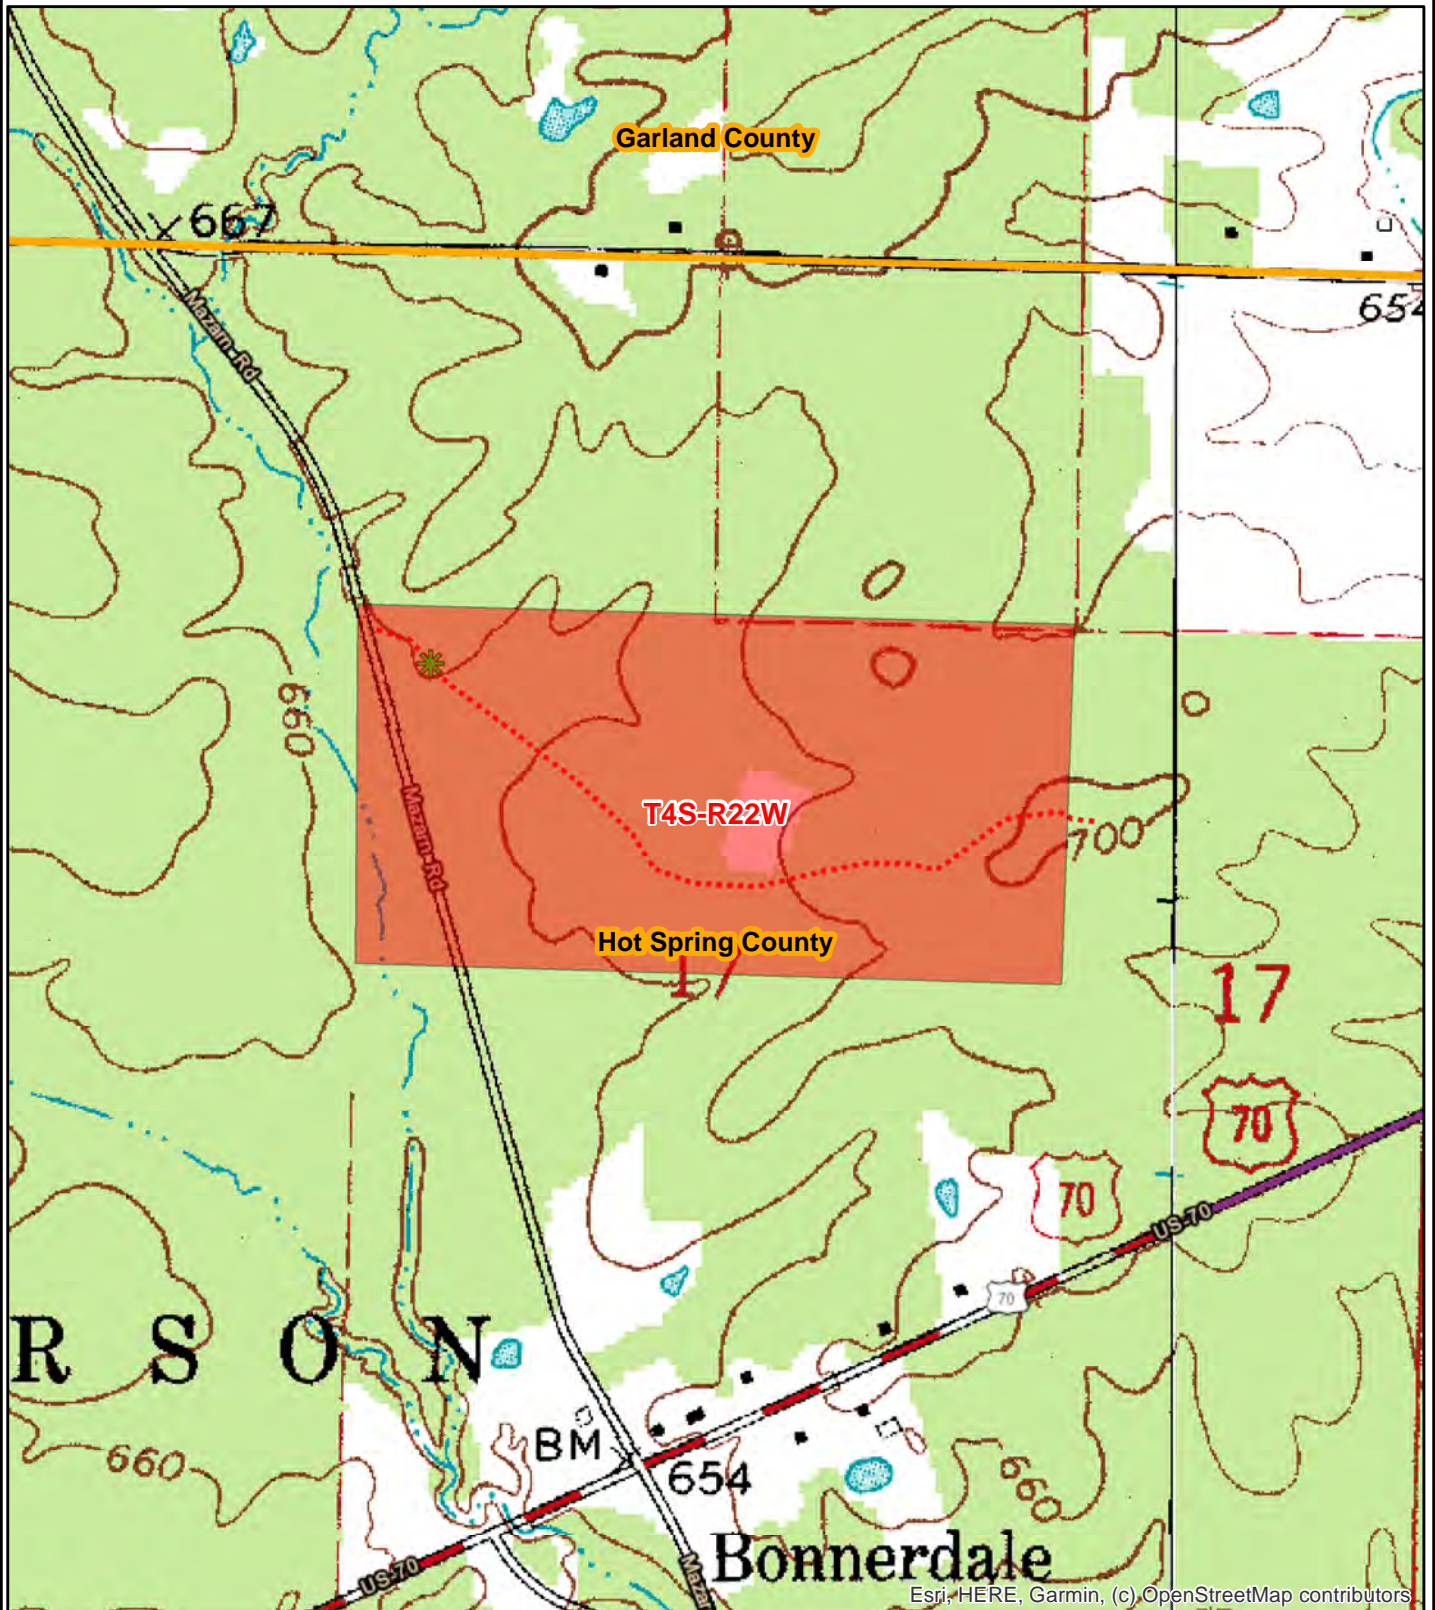 Garland County
667
Mazarn-Rd
654
660
T4S-R22W
Mazarn-Rd
700
Hot Spring County
17
17
70
70
US-70
70
R S O N
660
BM
654
660
Bonnerdale
US-70
Esri, HERE, Garmin, (c) OpenStreetMap contributors